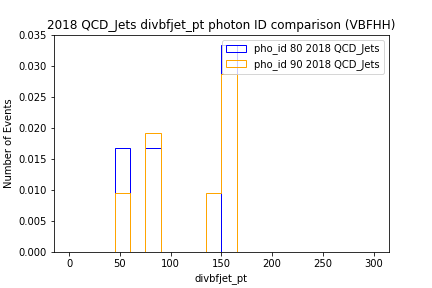 2018 QCD_Jets divbfjet_pt photon ID comparison (VBFHH)
0.035
0.030
0.025
0.020
0.015
0.010
0.005
0.000
Number of Events
pho_id 80 2018 QCD_Jets
pho_id 90 2018 QCD_Jets
0 50 100 150 200 250 300
divbfjet_pt